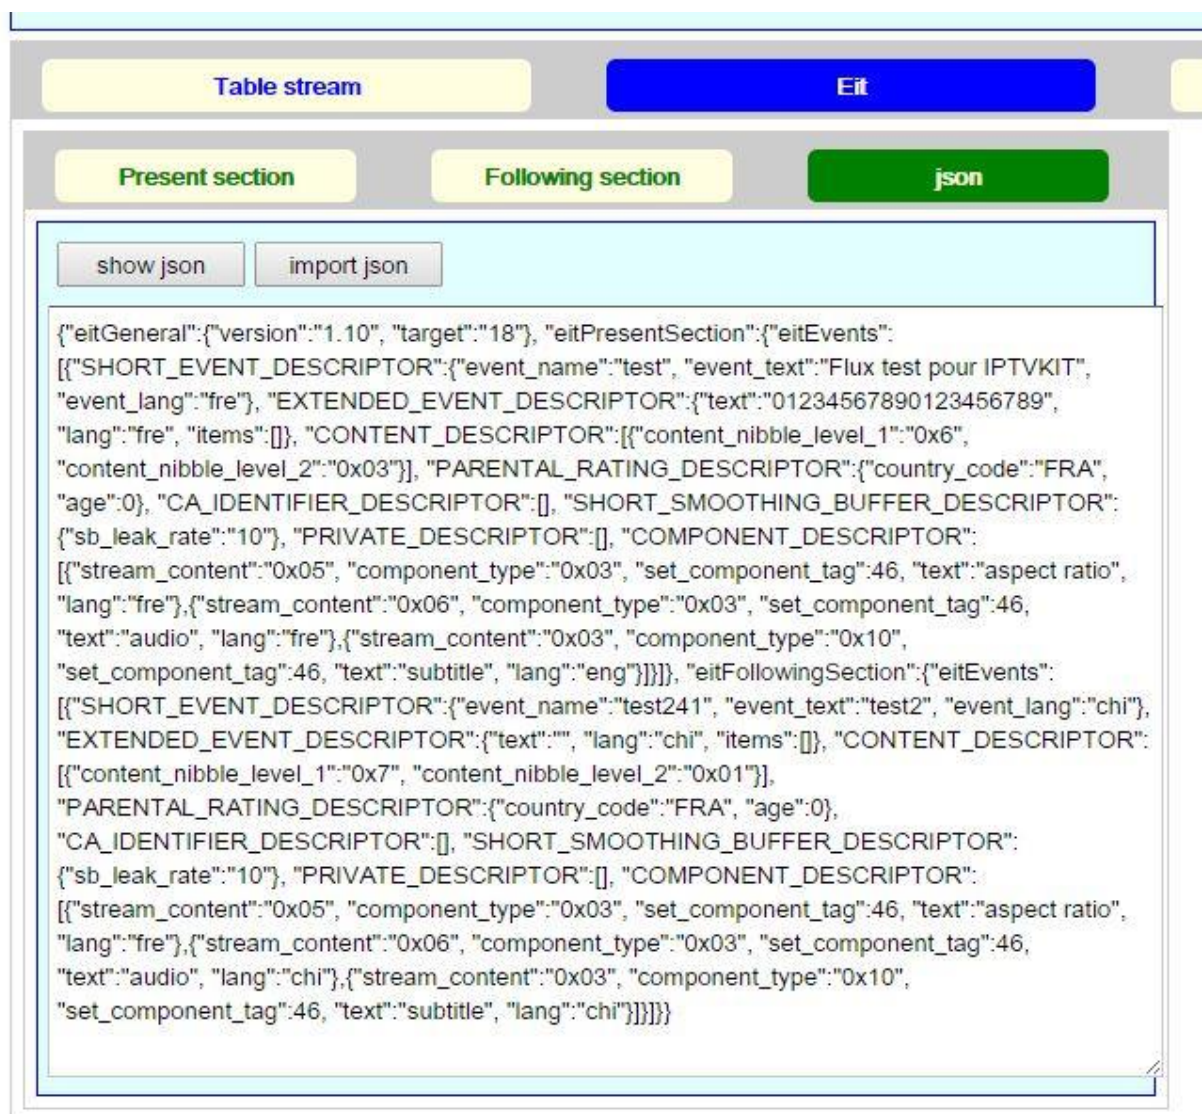 Table stream Eit
Present section Following section json
show json import json
{"eitGeneral":{"version":"1.10", "target":"18"}, "eitPresentSection":{"eitEvents":
[{"SHORT_EVENT_DESCRIPTOR":{"event_name":"test", "event_text":"Flux test pour IPTVKIT",
"event_lang":"fre"}, "EXTENDED_EVENT_DESCRIPTOR":{"text":"01234567890123456789",
"lang":"fre", "items":[]}, "CONTENT_DESCRIPTOR":[{"content_nibble_level_1":"0x6",
"content_nibble_level_2":"0x03"}], "PARENTAL_RATING_DESCRIPTOR":{"country_code":"FRA",
"age":0}, "CA_IDENTIFIER_DESCRIPTOR":[], "SHORT_SMOOTHING_BUFFER_DESCRIPTOR":
{"sb_leak_rate":"10"}, "PRIVATE_DESCRIPTOR":[], "COMPONENT_DESCRIPTOR":
[{"stream_content":"0x05", "component_type":"0x03", "set_component_tag":46, "text":"aspect ratio",
"lang":"fre"},{"stream_content":"0x06", "component_type":"0x03", "set_component_tag":46,
"text":"audio", "lang":"fre"},{"stream_content":"0x03", "component_type":"0x10",
"set_component_tag":46, "text":"subtitle", "lang":"eng"}]}]}, "eitFollowingSection":{"eitEvents":
[{"SHORT_EVENT_DESCRIPTOR":{"event_name":"test241", "event_text":"test2", "event_lang":"chi"},
"EXTENDED_EVENT_DESCRIPTOR":{"text":"", "lang":"chi", "items":[]}, "CONTENT_DESCRIPTOR":
[{"content_nibble_level_1":"0x7", "content_nibble_level_2":"0x01"}],
"PARENTAL_RATING_DESCRIPTOR":{"country_code":"FRA", "age":0},
"CA_IDENTIFIER_DESCRIPTOR":[], "SHORT_SMOOTHING_BUFFER_DESCRIPTOR":
{"sb_leak_rate":"10"}, "PRIVATE_DESCRIPTOR":[], "COMPONENT_DESCRIPTOR":
[{"stream_content":"0x05", "component_type":"0x03", "set_component_tag":46, "text":"aspect ratio",
"lang":"fre"},{"stream_content":"0x06", "component_type":"0x03", "set_component_tag":46,
"text":"audio", "lang":"chi"},{"stream_content":"0x03", "component_type":"0x10",
"set_component_tag":46, "text":"subtitle", "lang":"chi"}]}]}}